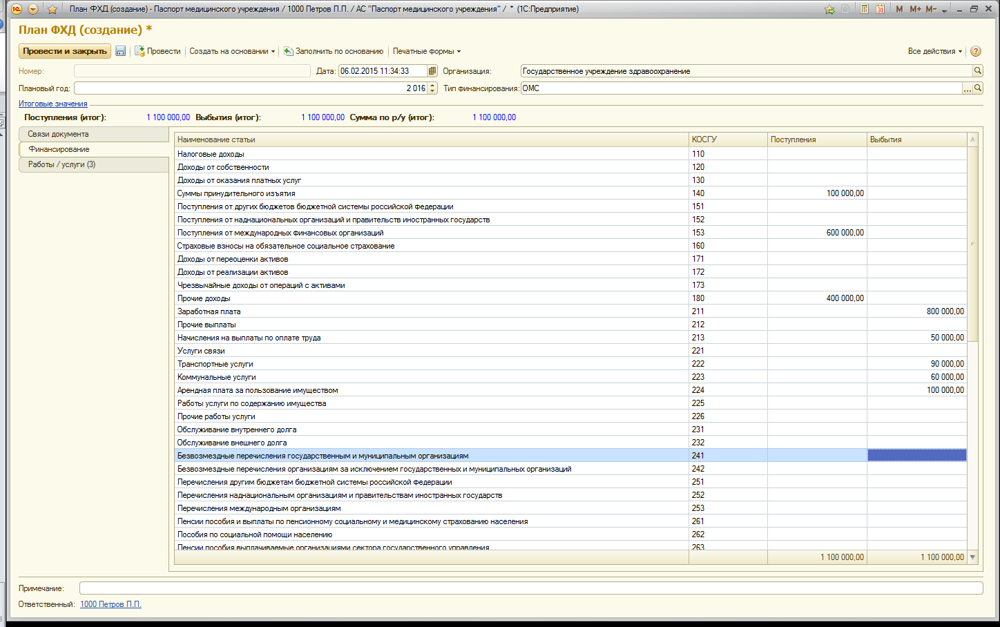 План ФХД (создание) - Паспорт медицинского учреждения / 1000 Петров П.П. / АС "Паспорт медицинского учреждения" / * (1С:Предприятие) M M+ M-
План ФХД (создание) *
Провести и закрыть Провести Создать на основании Заполнить по основанию Печатные формы Все действия ?
Номер: Дата: 06.02.2015 11:34:33 Организация: Государственное учреждение здравоохранение
Плановый год: 2 016 Тип финансирования: ОМС ...
Итоговые значения
Поступления (итог): 1 100 000,00 Выбытия (итог): 1 100 000,00 Сумма по р/у (итог): 1 100 000,00
Связи документа
Финансирование
Работы / услуги (3)
Наименование статьи КОСГУ Поступления Выбытия
Налоговые доходы 110
Доходы от собственности 120
Доходы от оказания платных услуг 130
Суммы принудительного изъятия 140 100 000,00
Поступления от других бюджетов бюджетной системы российской федерации 151
Поступления от наднациональных организаций и правительств иностранных государств 152
Поступления от международных финансовых организаций 153 600 000,00
Страховые взносы на обязательное социальное страхование 160
Доходы от переоценки активов 171
Доходы от реализации активов 172
Чрезвычайные доходы от операций с активами 173
Прочие доходы 180 400 000,00
Заработная плата 211 800 000,00
Прочие выплаты 212
Начисления на выплаты по оплате труда 213 50 000,00
Услуги связи 221
Транспортные услуги 222 90 000,00
Коммунальные услуги 223 60 000,00
Арендная плата за пользование имуществом 224 100 000,00
Работы услуги по содержанию имущества 225
Прочие работы услуги 226
Обслуживание внутреннего долга 231
Обслуживание внешнего долга 232
Безвозмездные перечисления государственным и муниципальным организациям 241
Безвозмездные перечисления организациям за исключением государственных и муниципальных организаций 242
Перечисления другим бюджетам бюджетной системы российской федерации 251
Перечисления наднациональным организациям и правительствам иностранных государств 252
Перечисления международным организациям 253
Пенсии пособия и выплаты по пенсионному социальному и медицинскому страхованию населения 261
Пособия по социальной помощи населению 262
Пенсии пособия выплачиваемые организациями сектора государственного управления 263
1 100 000,00 1 100 000,00
Примечание:
Ответственный: 1000 Петров П.П.